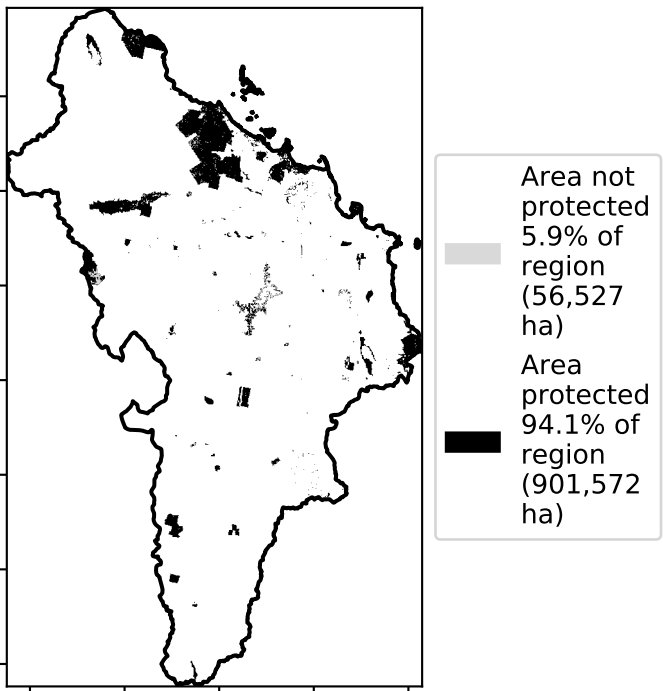 Area not
protected
5.9% of
region
(56,527
ha)
Area
protected
94.1% of
region
(901,572
ha)